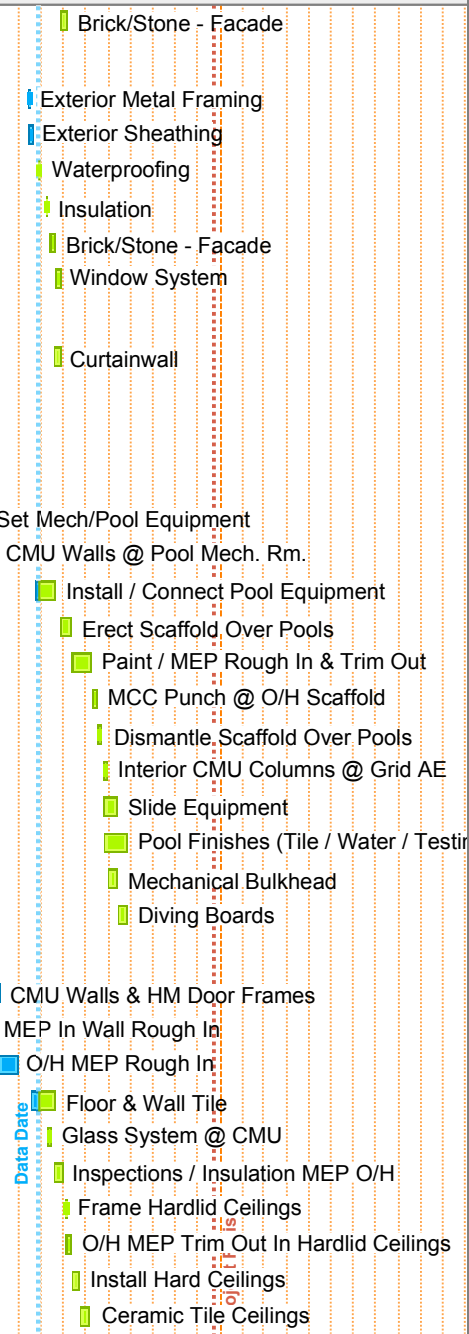 Brick/Stone - Facade
Exterior Metal Framing
Exterior Sheathing
Waterproofing
Insulation
Brick/Stone - Facade
Window System
Curtainwall
Set Mech/Pool Equipment
CMU Walls @ Pool Mech. Rm.
Install / Connect Pool Equipment
Erect Scaffold Over Pools
Paint / MEP Rough In & Trim Out
MCC Punch @ O/H Scaffold
Dismantle Scaffold Over Pools
Interior CMU Columns @ Grid AE
Slide Equipment
Pool Finishes (Tile / Water / Testin
Mechanical Bulkhead
Diving Boards
CMU Walls & HM Door Frames
MEP In Wall Rough In
O/H MEP Rough In
Floor & Wall Tile
Data Date
Glass System @ CMU
Inspections / Insulation MEP O/H
Frame Hardlid Ceilings
O/H MEP Trim Out In Hardlid Ceilings
Install Hard Ceilings
Ceramic Tile Ceilings